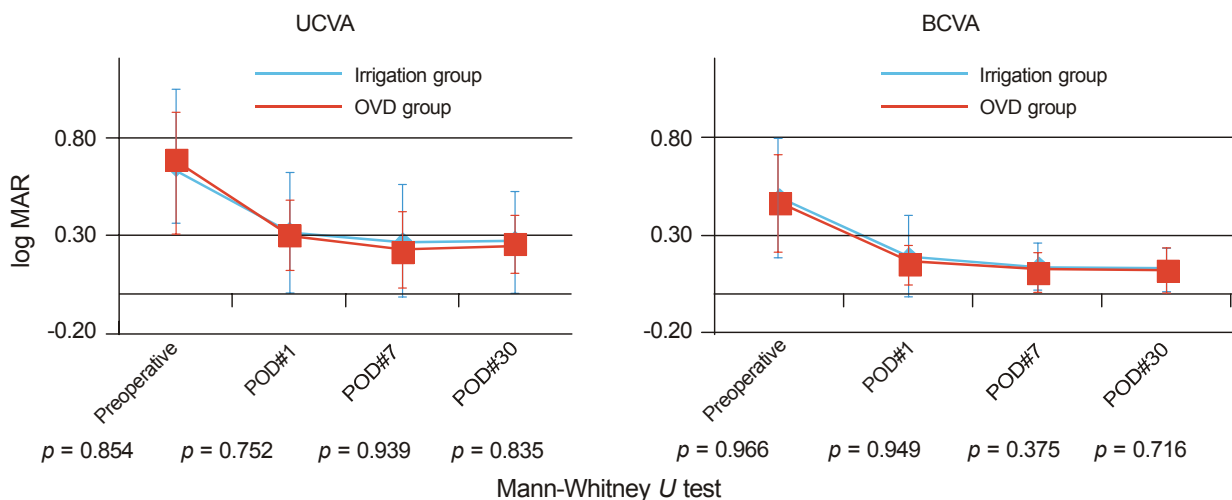 UCVA
Irrigation group
OVD group
log MAR
0.80
0.30
-0.20
Preoperative
POD#1
POD#7
POD#30
p = 0.854
p = 0.752
p = 0.939
p = 0.835
BCVA
Irrigation group
OVD group
0.80
0.30
-0.20
Preoperative
POD#1
POD#7
POD#30
p = 0.966
p = 0.949
p = 0.375
p = 0.716
Mann-Whitney U test